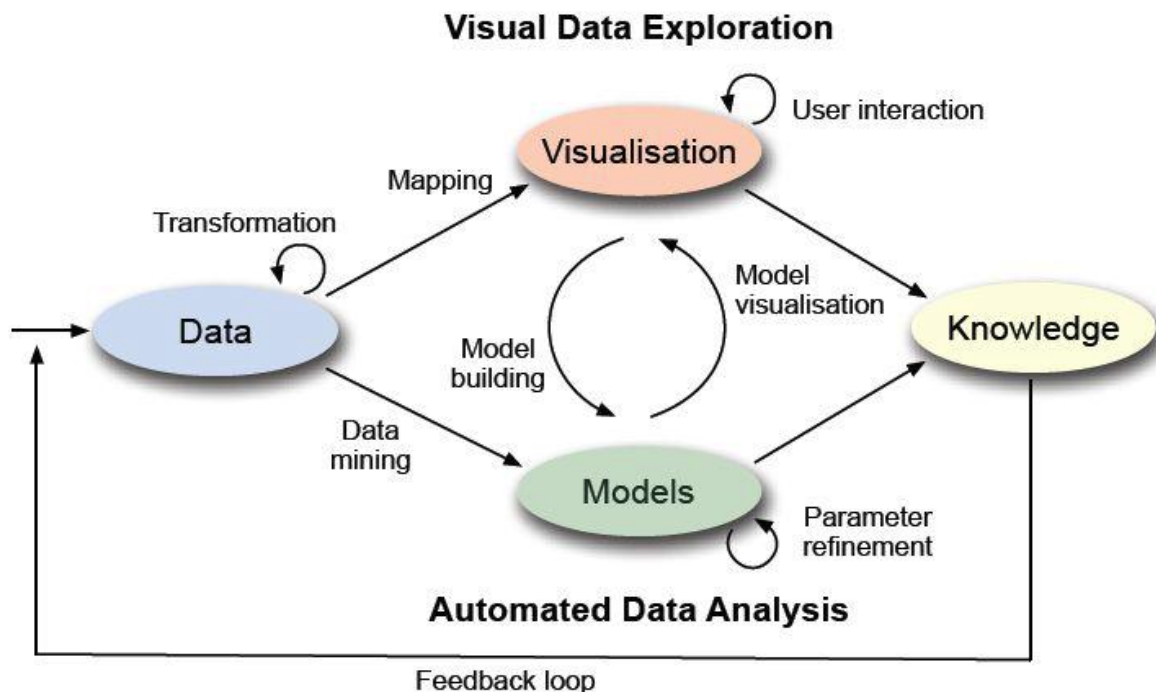 Visual Data Exploration
User interaction
Visualisation
Mapping
Transformation
Model
visualisation
Data
Knowledge
Model
building
Data
mining
Models
Parameter
refinement
Automated Data Analysis
Feedback loop